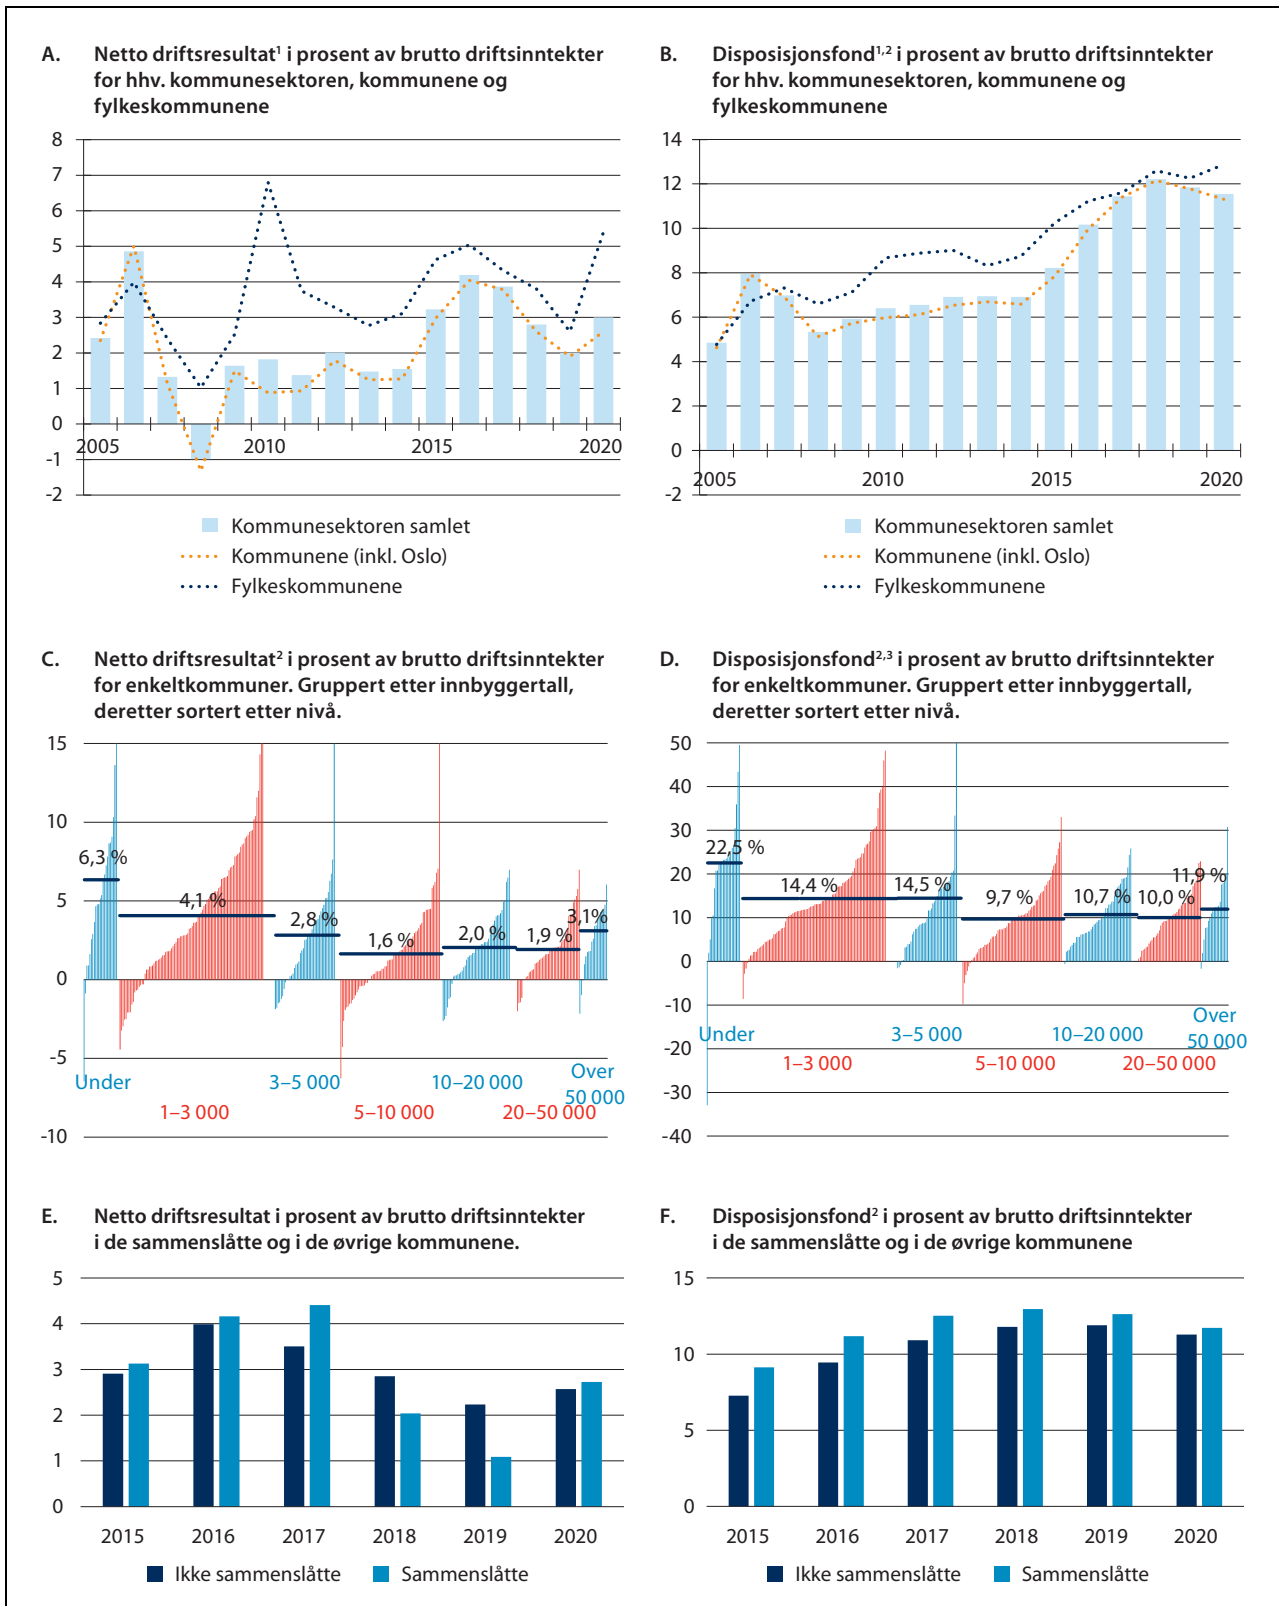 A. Netto driftsresultat¹ i prosent av brutto driftsinntekter
for hhv. kommunesektoren, kommunene og
fylkeskommunene
8
7
6
5
4
3
2
1
0
-1
-2
2005 2010 2015 2020
Kommunesektoren samlet
Kommunene (inkl. Oslo)
Fylkeskommunene
B. Disposisjonsfond¹,² i prosent av brutto driftsinntekter
for hhv. kommunesektoren, kommunene og
fylkeskommunene
14
12
10
8
6
4
2
0
-2
2005 2010 2015 2020
Kommunesektoren samlet
Kommunene (inkl. Oslo)
Fylkeskommunene
C. Netto driftsresultat² i prosent av brutto driftsinntekter
for enkeltkommuner. Gruppert etter innbyggertall,
deretter sortert etter nivå.
15
10
5
0
-5
-10
6,3 %
4,1 %
2,8 %
1,6 %
2,0 %
1,9 %
3,1%
Under
1–3 000
3–5 000
5–10 000
10–20 000
20–50 000
Over
50 000
D. Disposisjonsfond²,³ i prosent av brutto driftsinntekter
for enkeltkommuner. Gruppert etter innbyggertall,
deretter sortert etter nivå.
50
40
30
20
10
0
-10
-20
-30
-40
22,5 %
14,4 %
14,5 %
9,7 %
10,7 %
10,0 %
11,9 %
Under
1–3 000
3–5 000
5–10 000
10–20 000
20–50 000
Over
50 000
E. Netto driftsresultat i prosent av brutto driftsinntekter
i de sammenslåtte og i de øvrige kommunene.
5
4
3
2
1
0
2015 2016 2017 2018 2019 2020
Ikke sammenslåtte Sammenslåtte
F. Disposisjonsfond² i prosent av brutto driftsinntekter
i de sammenslåtte og i de øvrige kommunene
15
10
5
0
2015 2016 2017 2018 2019 2020
Ikke sammenslåtte Sammenslåtte